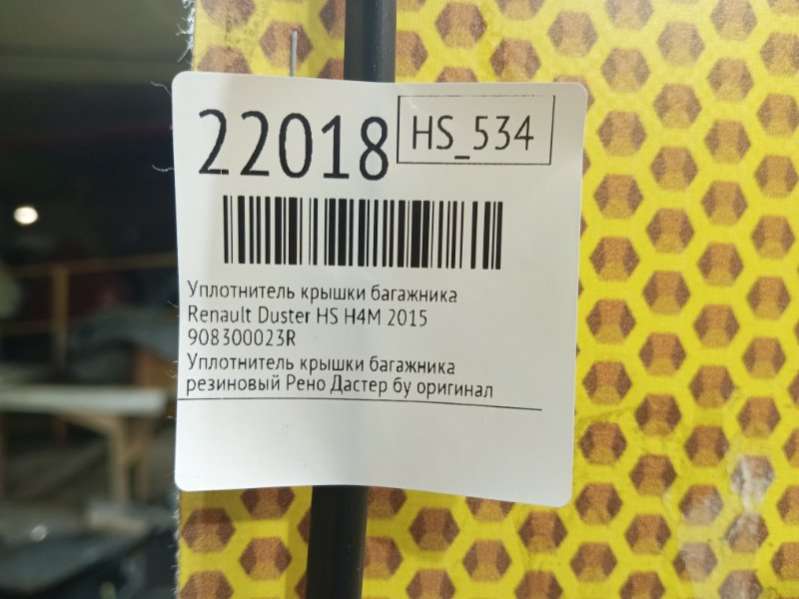 22018
HS_534
Уплотнитель крышки багажника
Renault Duster HS H4M 2015
908300023R
Уплотнитель крышки багажника
резиновый Рено Дастер бу оригинал